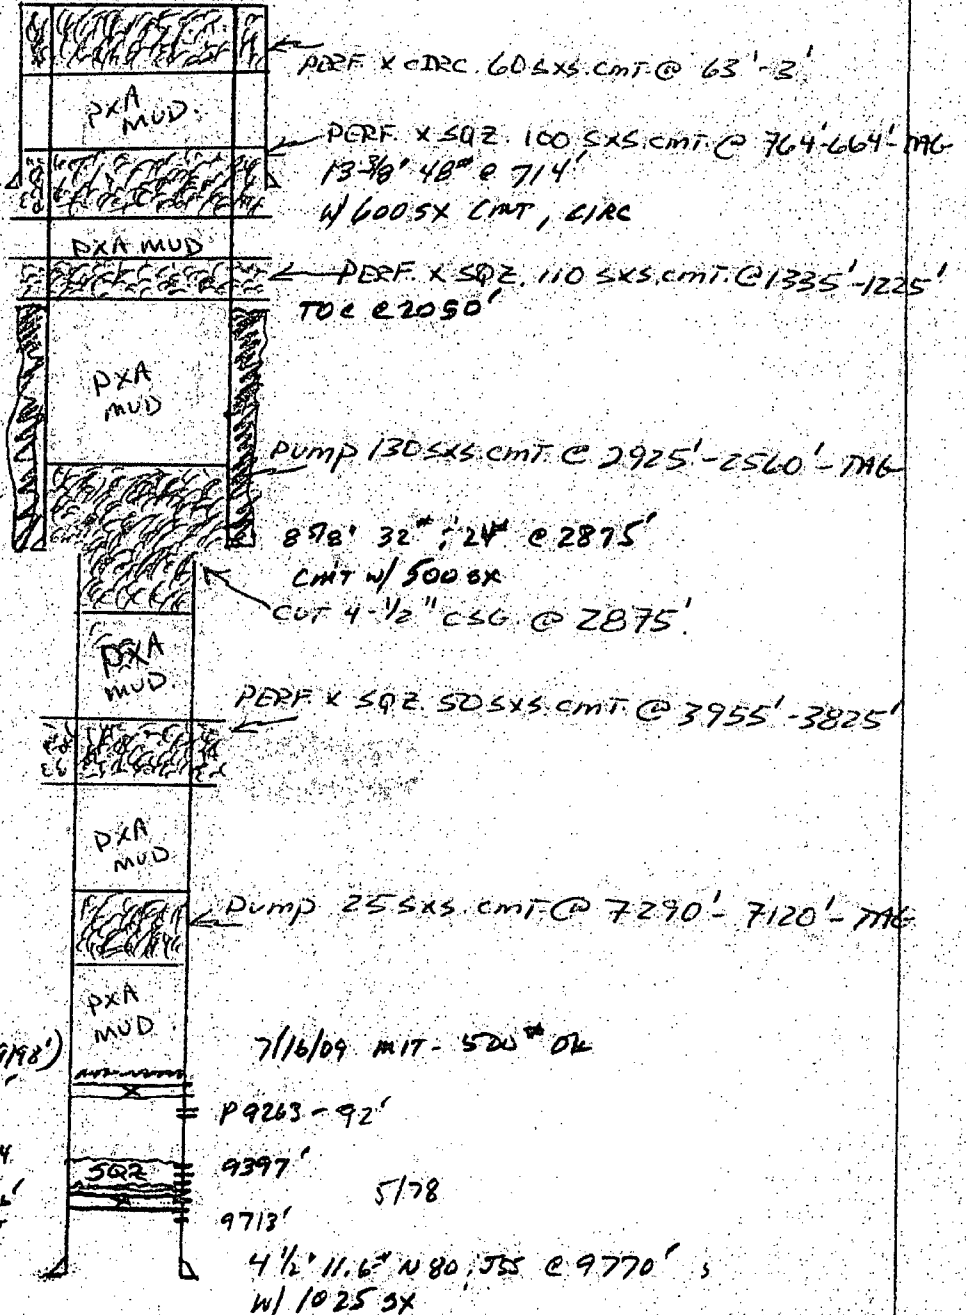 PERF. X CIRC. 60 SXS. CMT. @ 63'-3'
PXA
MUD.
PERF. X SQZ. 100 SXS. CMT. @ 764'-664'-TAG
13-3/8" 48# @ 714'
W/ 600 SX CMT, CIRC
PXA MUD
PERF. X SQZ. 110 SXS. CMT. @ 1335'-1225'
TOC @ 2050'
PXA
MUD
PUMP 130 SXS. CMT. @ 2925'-2560'-TAG
8 5/8" 32#; 24# @ 2875'
CMT W/ 500 SX
CUT 4-1/2" CSG. @ 2875'.
PXA
MUD.
PERF. X SQZ. 50 SXS. CMT. @ 3955'-3825'
PXA
MUD
PUMP 25 SXS. CMT. @ 7290'-7120'-TAG
PXA
MUD.
9198')
7/16/09 MIT - 500# OK
X
P 9263-92'
SQZ
9397'
5/78
X
9713'
4 1/2" 11.6# N80, J55 @ 9770'
W/ 1025 SX